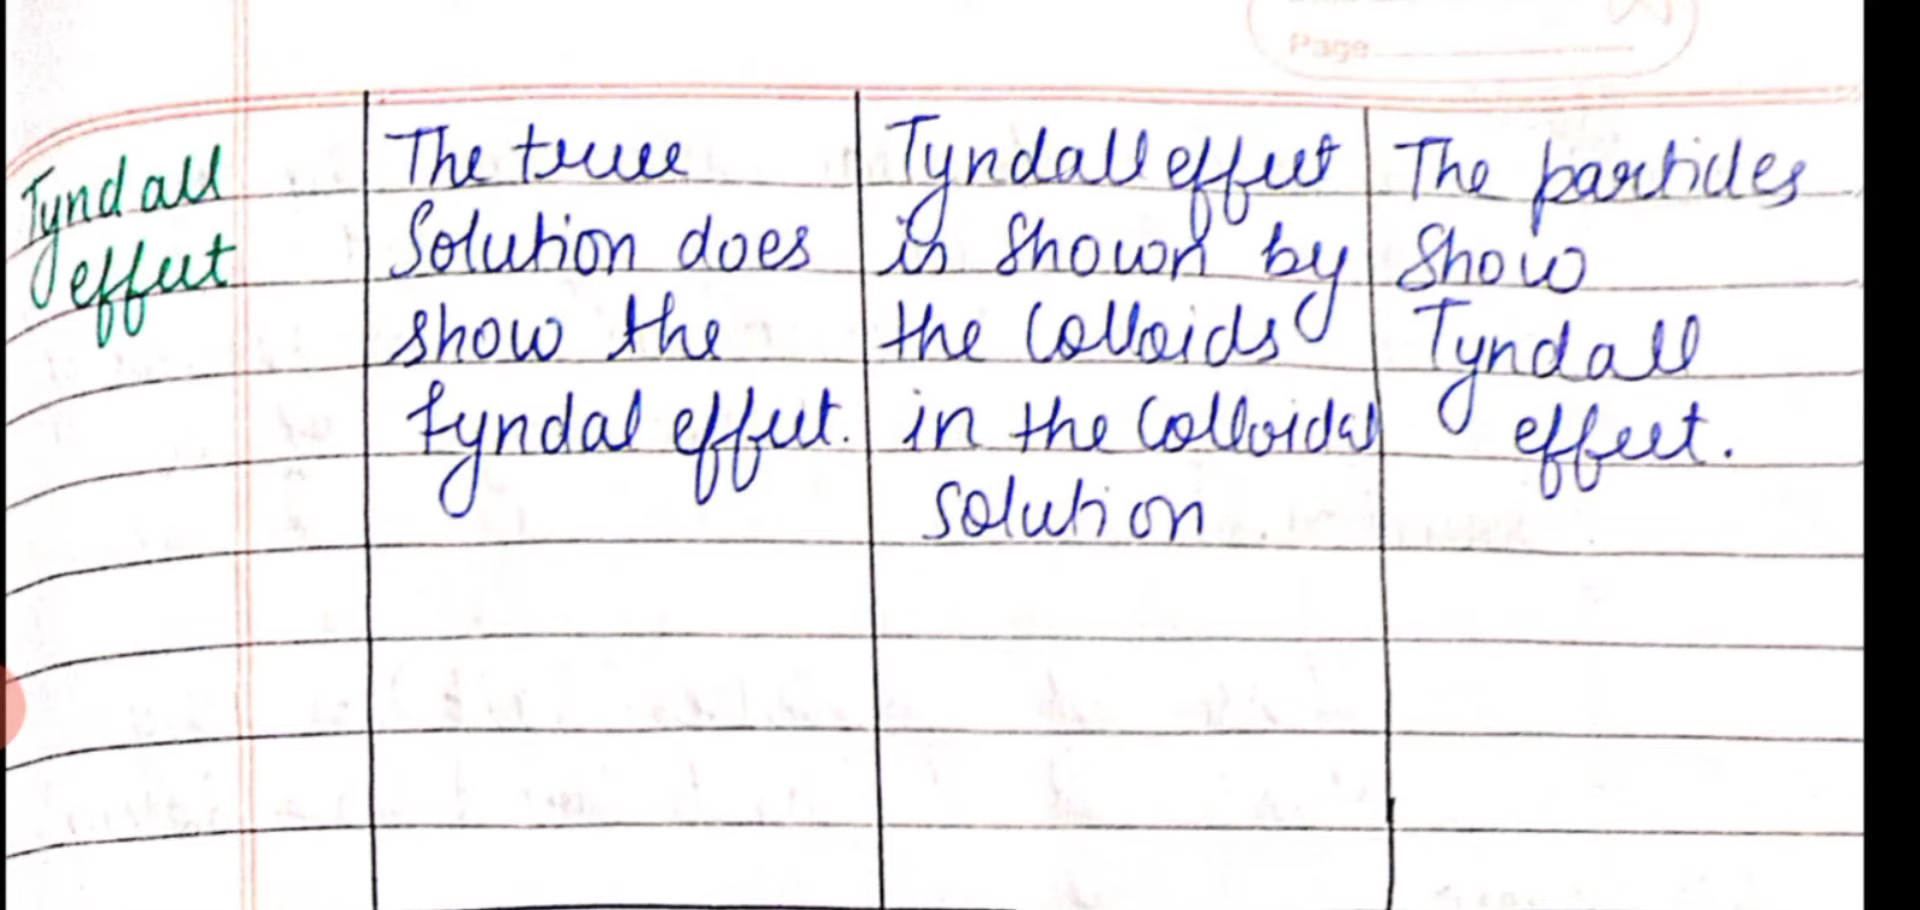 Page
Tyndall
effect
The true
Solution does
show the
tyndal effect.
Tyndall effect
is shown by
the Colloids
in the Colloidal
solution
The particles
Show
Tyndall
effect.